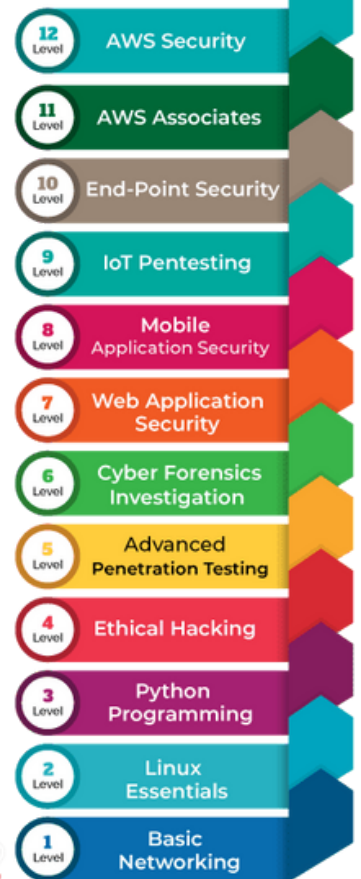 12
Level
AWS Security
11
Level
AWS Associates
10
Level
End-Point Security
9
Level
IoT Pentesting
8
Level
Mobile
Application Security
7
Level
Web Application
Security
6
Level
Cyber Forensics
Investigation
5
Level
Advanced
Penetration Testing
4
Level
Ethical Hacking
3
Level
Python
Programming
2
Level
Linux
Essentials
1
Level
Basic
Networking